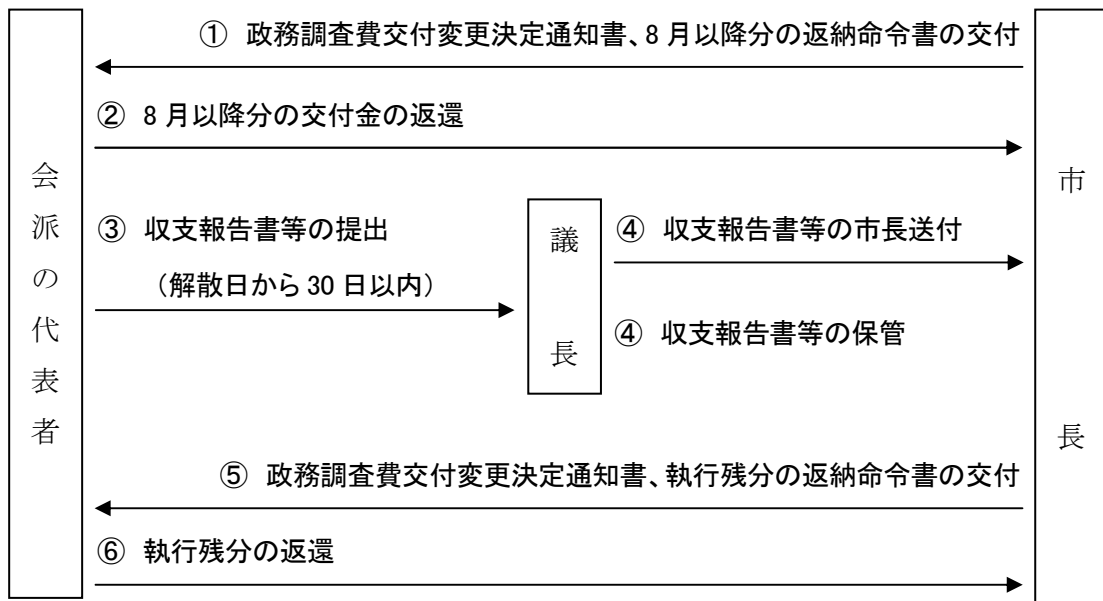 ① 政務調査費交付変更決定通知書、8月以降分の返納命令書の交付
② 8月以降分の交付金の返還
会派の代表者
市長
③ 収支報告書等の提出
(解散日から30日以内)
議長
④ 収支報告書等の市長送付
④ 収支報告書等の保管
⑤ 政務調査費交付変更決定通知書、執行残分の返納命令書の交付
⑥ 執行残分の返還